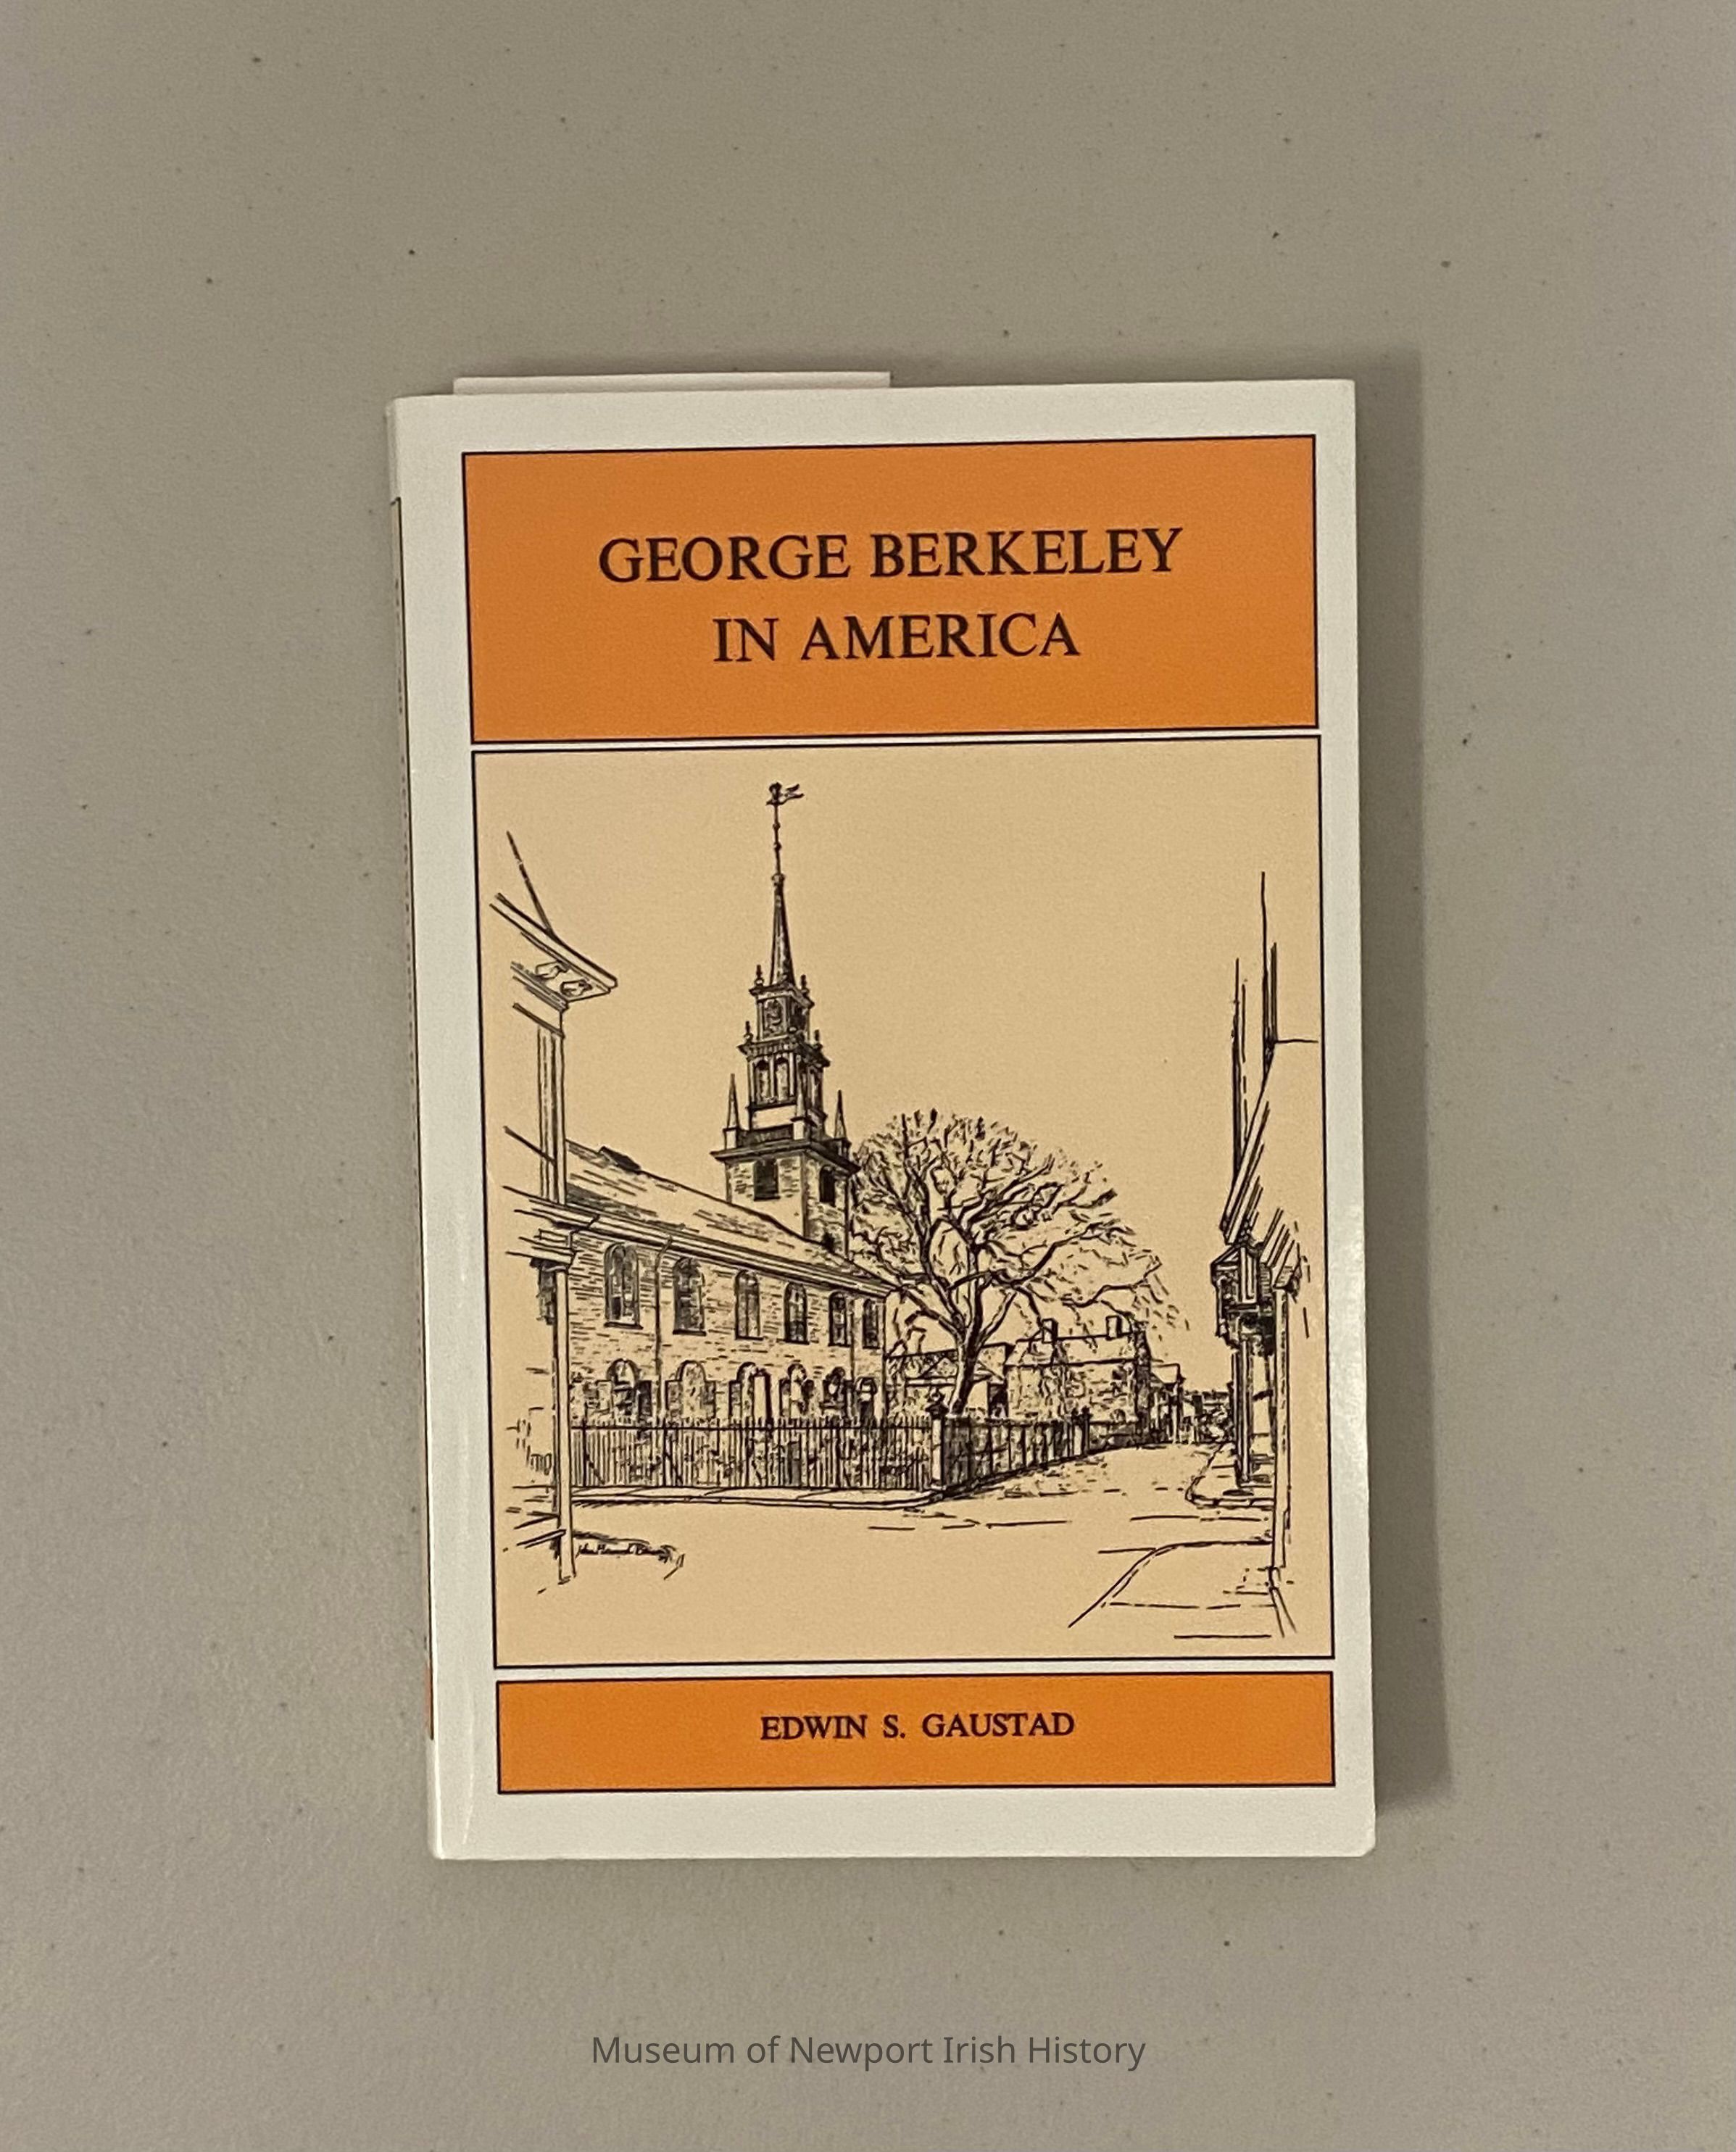 GEORGE BERKELEY
IN AMERICA
EDWIN S. GAUSTAD
Museum of Newport Irish History